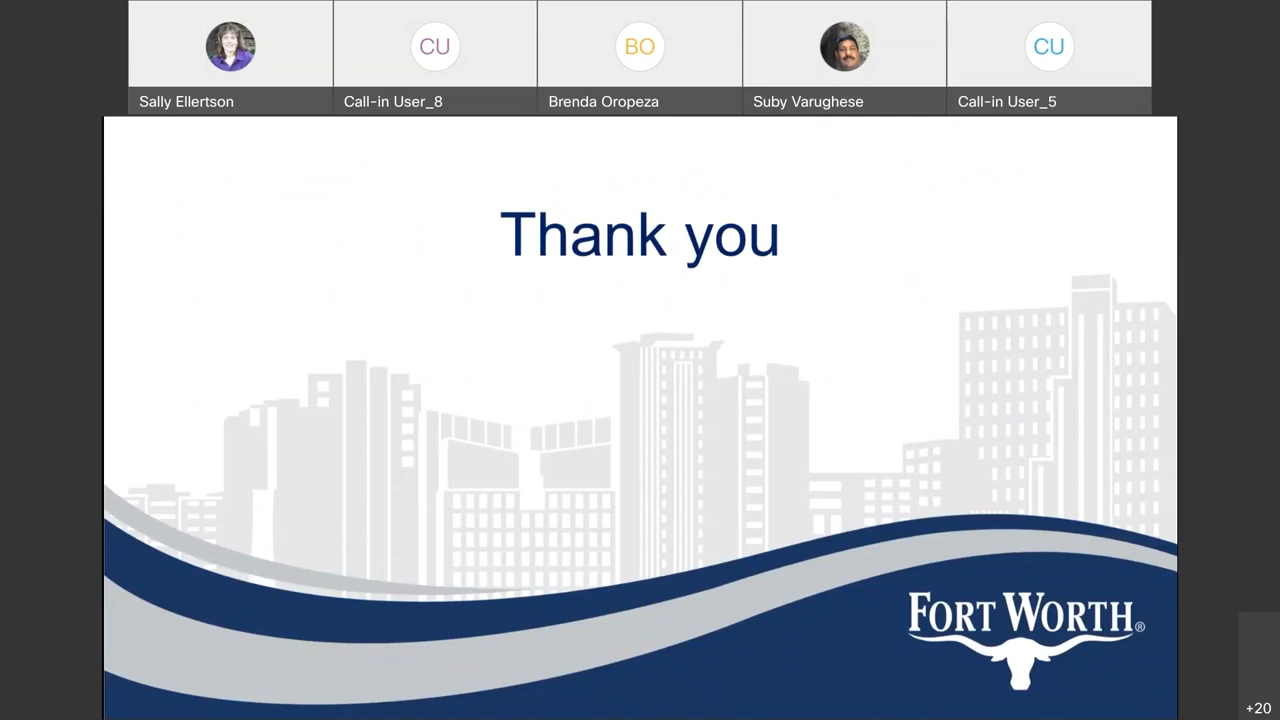 CU
BO
CU
Sally Ellertson
Call-in User_8
Brenda Oropeza
Suby Varughese
Call-in User_5
Thank you
FORT WORTH®
+20